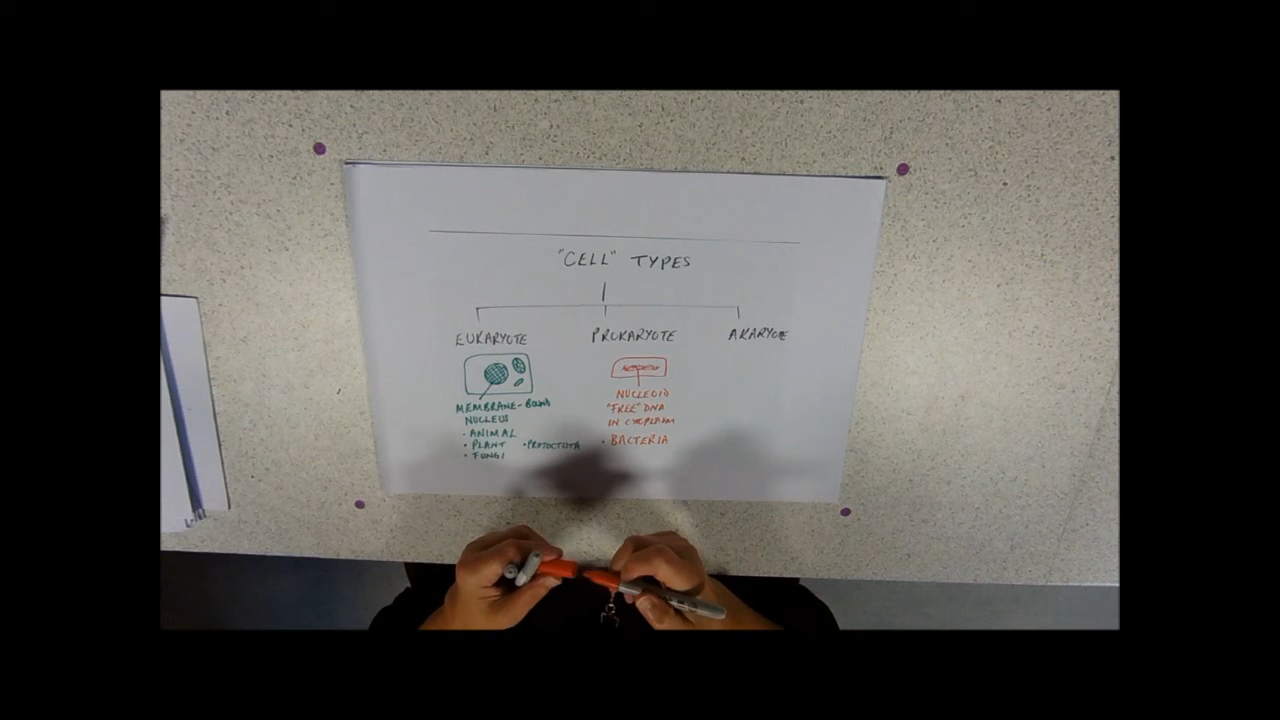 "CELL" TYPES
EUKARYOTE PROKARYOTE AKARYOTE
MEMBRANE-BOUND
NUCLEUS
• ANIMAL
• PLANT • PROTOCTISTA
• FUNGI
NUCLEOID
"FREE" DNA
IN CYTOPLASM
• BACTERIA